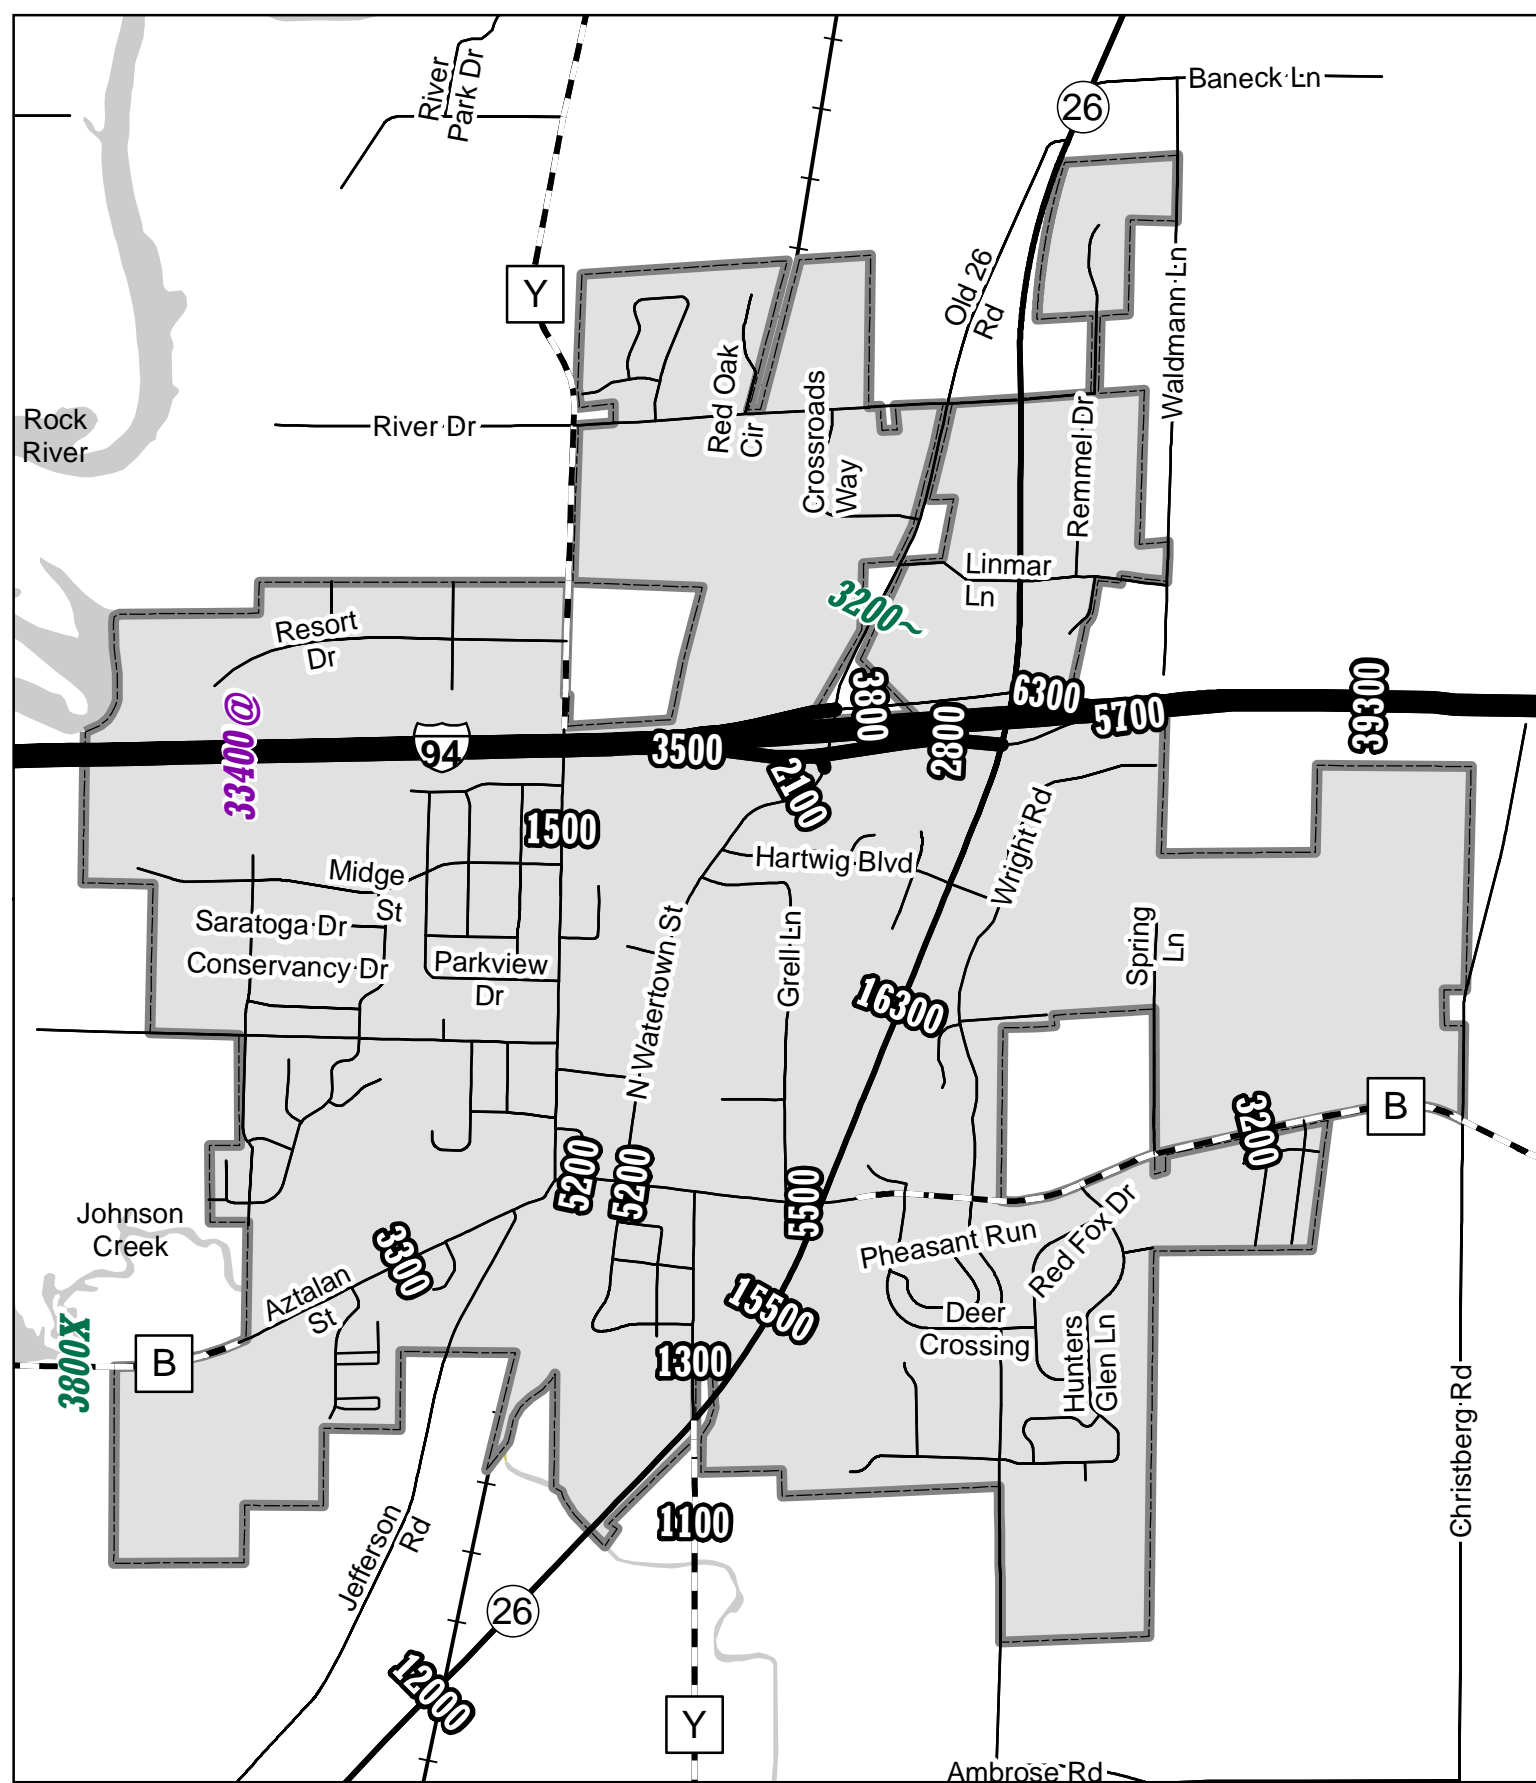 River
Park Dr
Baneck Ln
26
Y
Old 26
Rd
Waldmann Ln
Rock
River
River Dr
Red Oak
Cir
Crossroads
Way
Remmel Dr
Linmar
Ln
3200~
Resort
Dr
33400@
94
3500
3800
2800
6300
5700
39300
2100
1500
Midge
St
Hartwig Blvd
Wright Rd
Saratoga Dr
Conservancy Dr
Parkview
Dr
N Watertown St
Grell Ln
Spring
Ln
16300
B
3200
5200
5200
5500
Johnson
Creek
3300
Aztalan
St
Pheasant Run
Red Fox Dr
15500
Deer
Crossing
Hunters
Glen Ln
3800X
B
1300
Christberg Rd
Jefferson
Rd
1100
26
12000
Y
Ambrose Rd